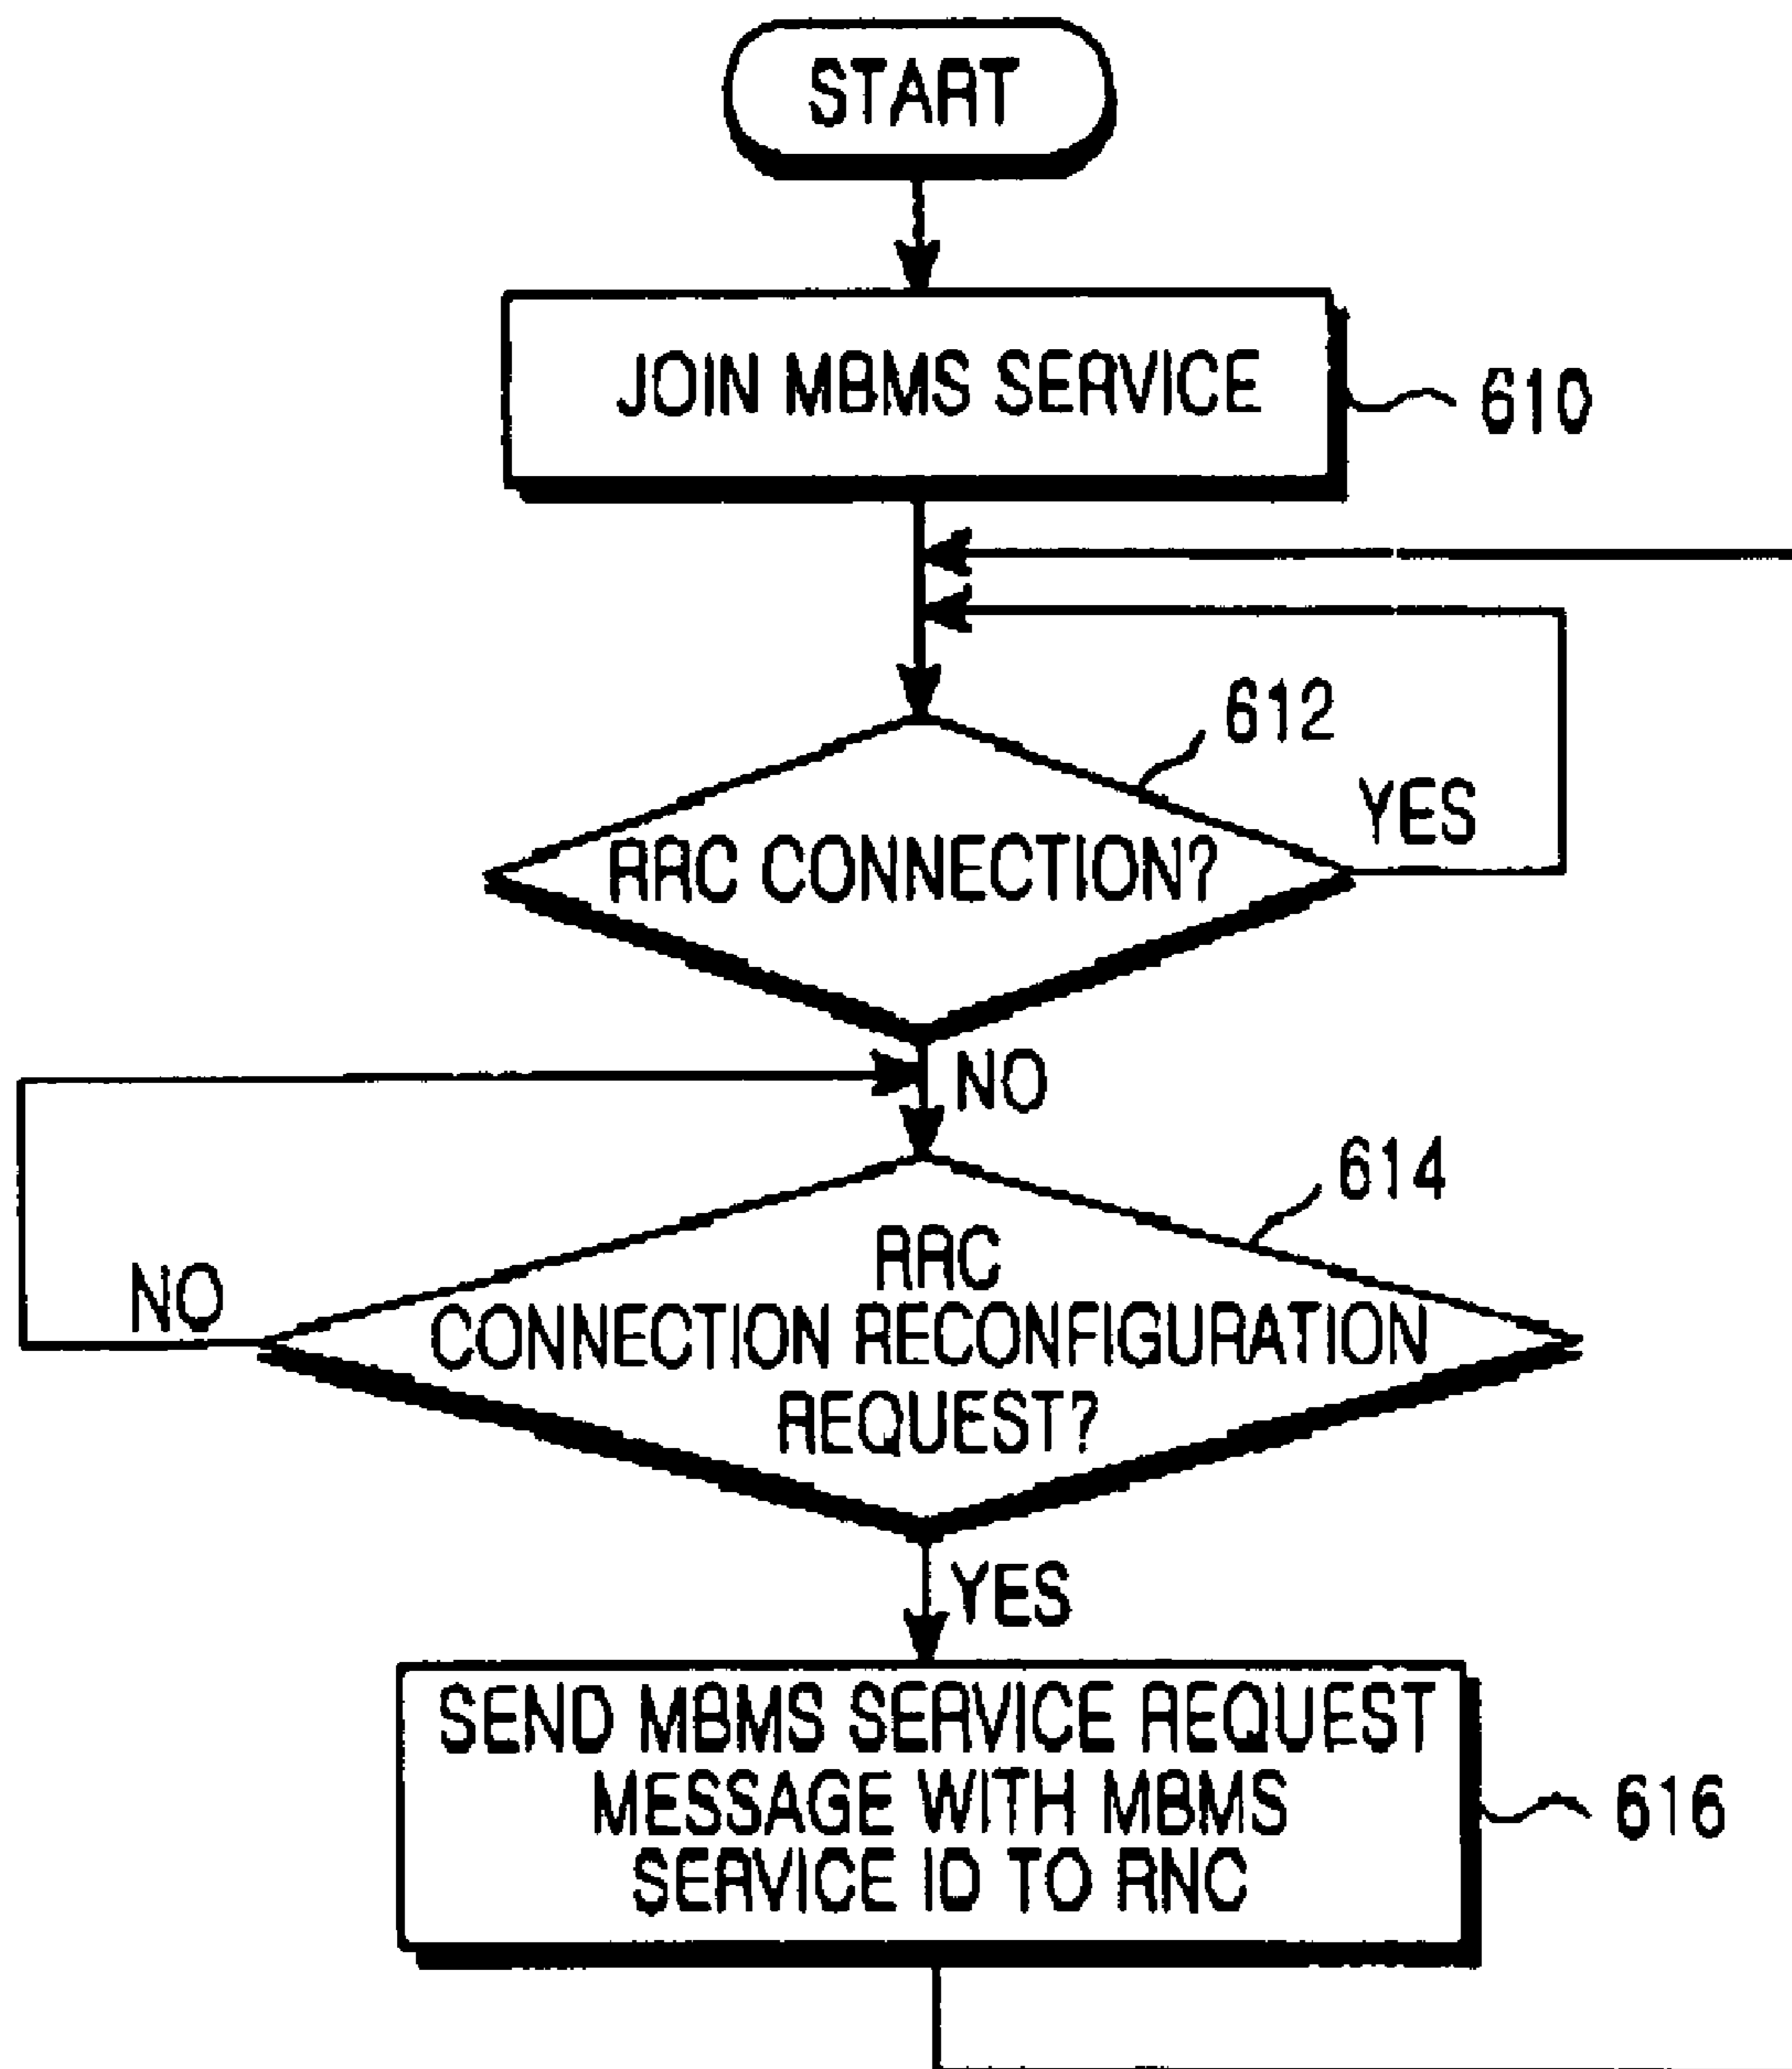 START
JOIN MBMS SERVICE
610
612
YES
RRC CONNECTION?
NO
614
NO
RRC
CONNECTION RECONFIGURATION
REQUEST?
YES
SEND MBMS SERVICE REQUEST
MESSAGE WITH MBMS
SERVICE ID TO RNC
616